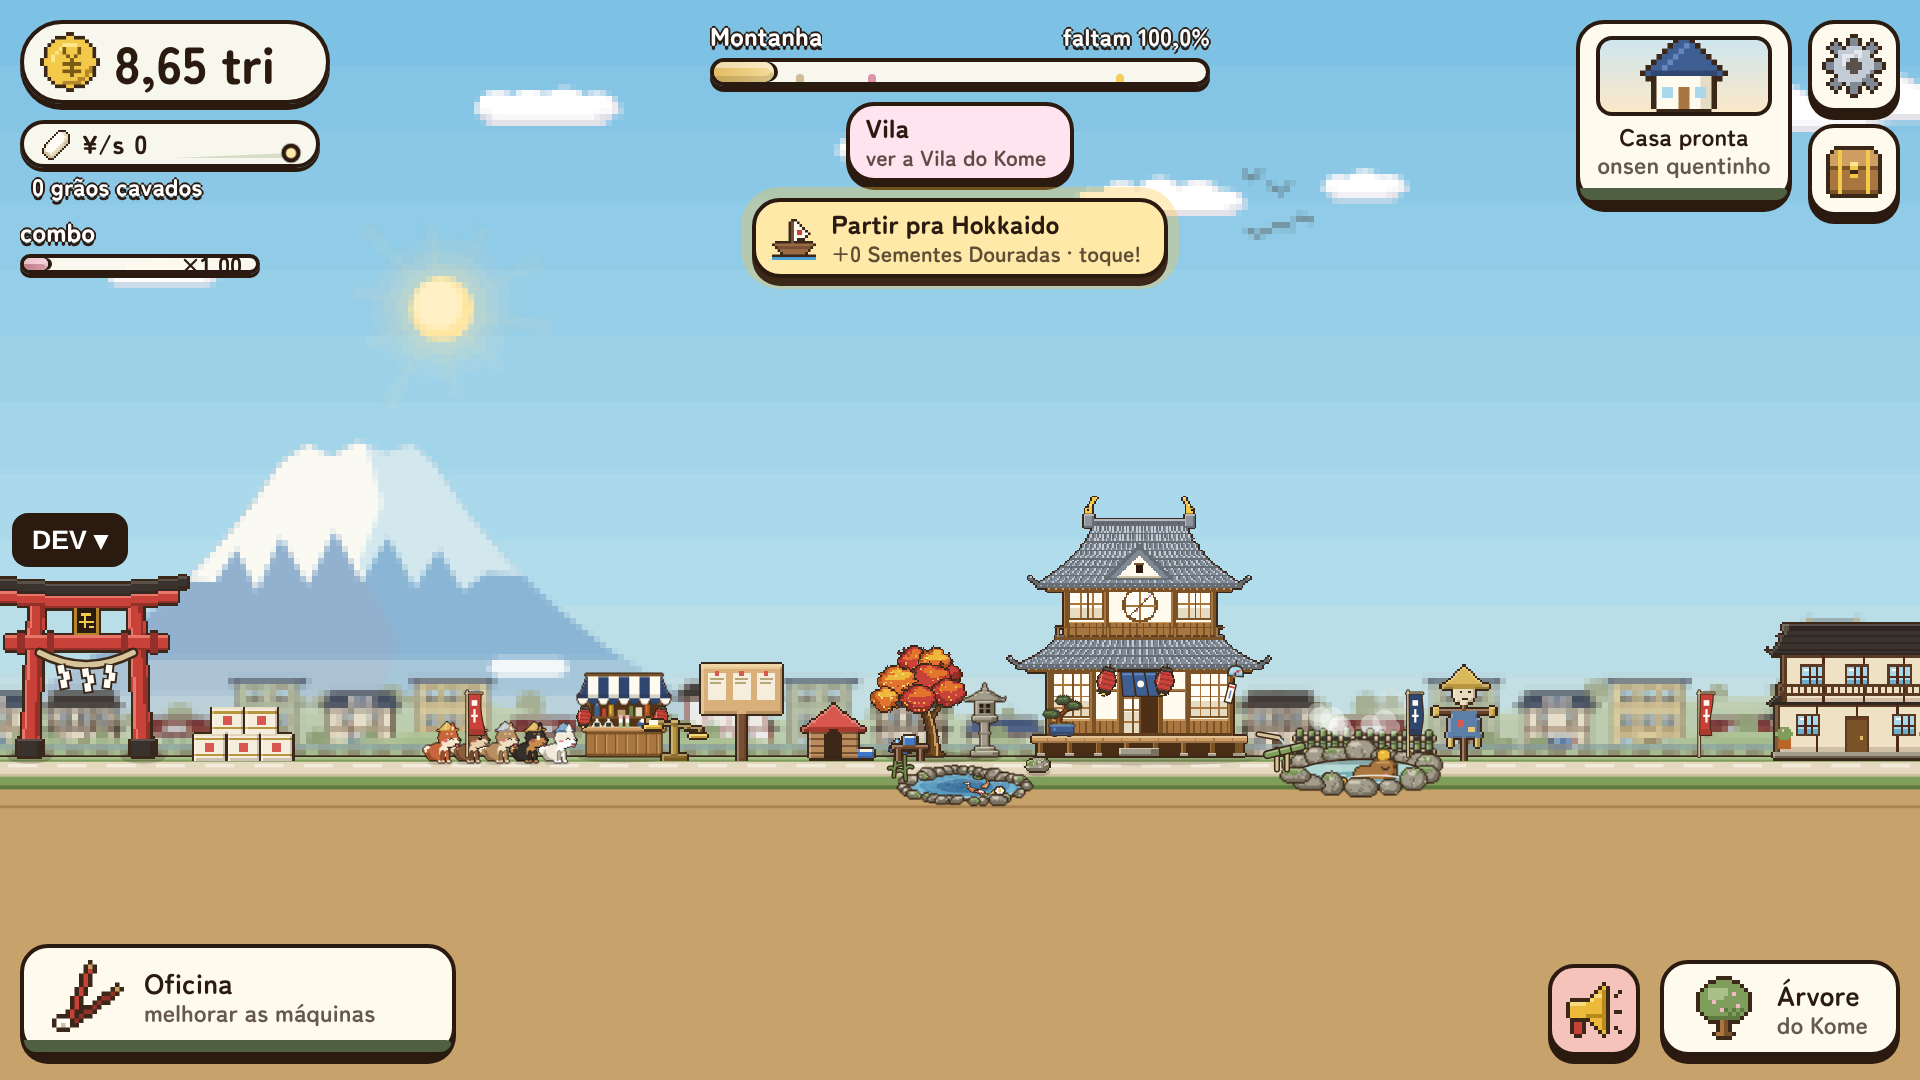 8,65 tri
¥/s 0
0 grãos cavados
combo
×1,00
Montanha
faltam 100,0%
Vila
ver a Vila do Kome
Partir pra Hokkaido
+0 Sementes Douradas · toque!
Casa pronta
onsen quentinho
DEV ▾
Oficina
melhorar as máquinas
Árvore
do Kome